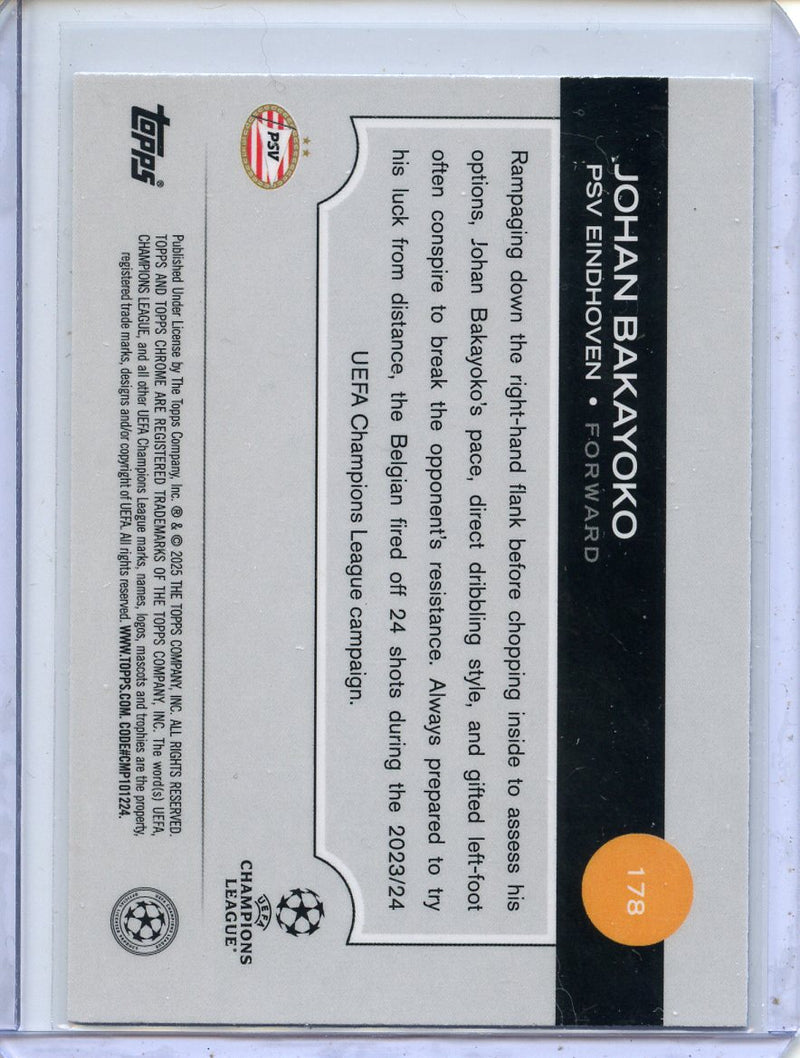 JOHAN BAKAYOKO
PSV EINDHOVEN • FORWARD
178
Rampaging down the right-hand flank before chopping inside to assess his
options, Johan Bakayoko's pace, direct dribbling style, and gifted left-foot
often conspire to break the opponent's resistance. Always prepared to try
his luck from distance, the Belgian fired off 24 shots during the 2023/24
UEFA Champions League campaign.
PSV
UEFA
CHAMPIONS
LEAGUE®
topps®
Published Under License by The Topps Company, Inc. ® & © 2025 THE TOPPS COMPANY, INC. ALL RIGHTS RESERVED.
TOPPS AND TOPPS CHROME ARE REGISTERED TRADEMARKS OF THE TOPPS COMPANY, INC. The word(s) UEFA,
CHAMPIONS LEAGUE, and all other UEFA Champions League marks, names, logos, mascots and trophies are the property,
registered trade marks, designs and/or copyright of UEFA. All rights reserved. WWW.TOPPS.COM. CODE#CMP101224.